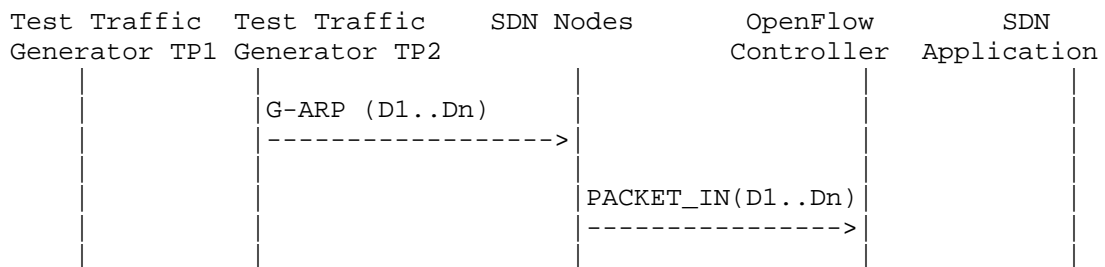 Test Traffic Test Traffic SDN Nodes OpenFlow SDN
Generator TP1 Generator TP2 Controller Application
G-ARP (D1..Dn)
PACKET_IN(D1..Dn)